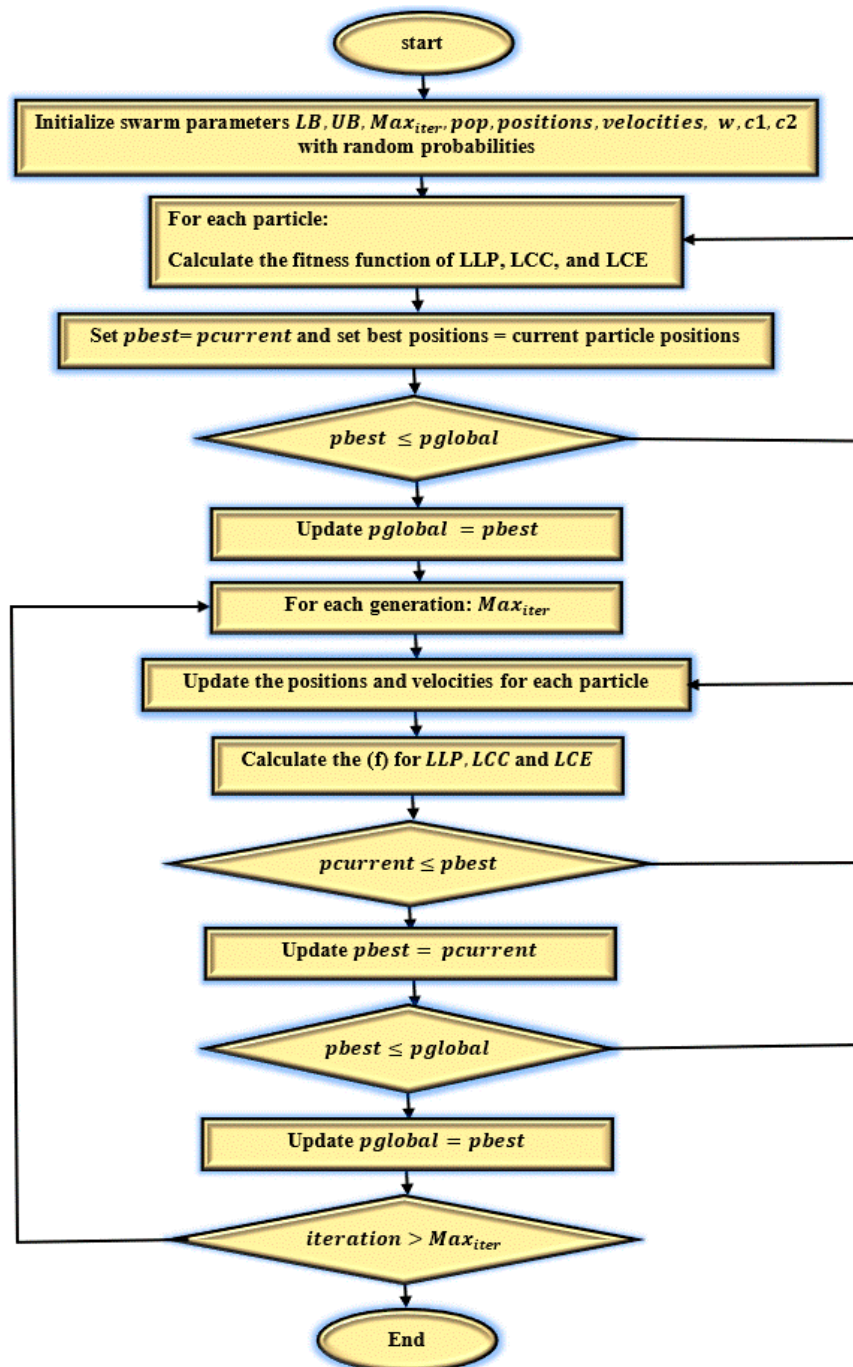 start
Initialize swarm parameters LB, UB, Max_iter, pop, positions, velocities, w, c1, c2
with random probabilities
For each particle:
Calculate the fitness function of LLP, LCC, and LCE
Set pbest= pcurrent and set best positions = current particle positions
pbest ≤ pglobal
Update pglobal = pbest
For each generation: Max_iter
Update the positions and velocities for each particle
Calculate the (f) for LLP, LCC and LCE
pcurrent ≤ pbest
Update pbest = pcurrent
pbest ≤ pglobal
Update pglobal = pbest
iteration > Max_iter
End